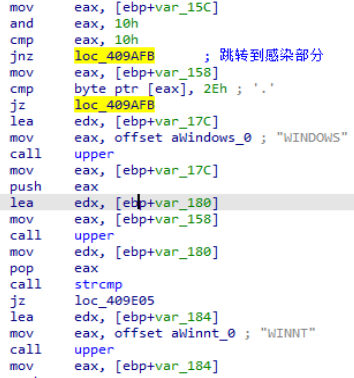 mov eax, [ebp+var_15C]
and eax, 10h
cmp eax, 10h
jnz loc_409AFB ; 跳转到感染部分
mov eax, [ebp+var_158]
cmp byte ptr [eax], 2Eh ; '.'
jz loc_409AFB
lea edx, [ebp+var_17C]
mov eax, offset aWindows_0 ; "WINDOWS"
call upper
mov eax, [ebp+var_17C]
push eax
lea edx, [ebp+var_180]
mov eax, [ebp+var_158]
call upper
mov edx, [ebp+var_180]
pop eax
call strcmp
jz loc_409E05
lea edx, [ebp+var_184]
mov eax, offset aWinnt_0 ; "WINNT"
call upper
mov eax, [ebp+var_184]